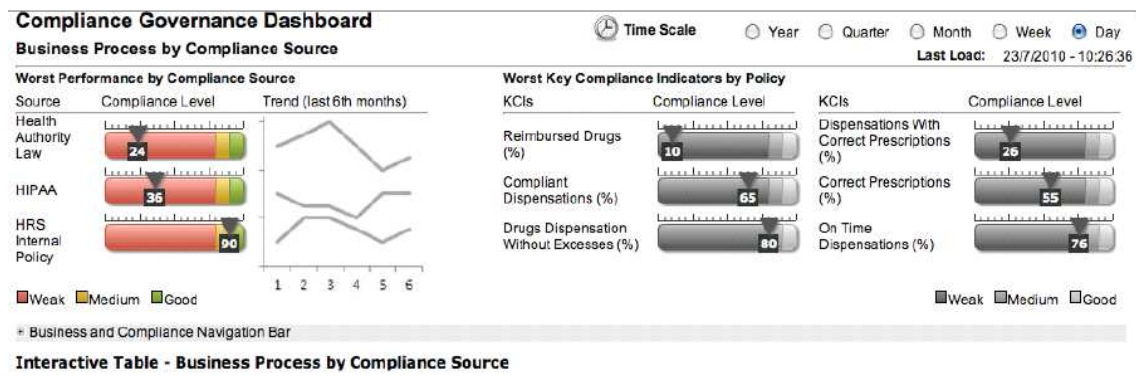 Compliance Governance Dashboard
Time Scale Year Quarter Month Week Day
Business Process by Compliance Source
Last Load: 23/7/2010 - 10:26:36
Worst Performance by Compliance Source
Source Compliance Level Trend (last 6th months)
Health
Authority
Law
24
HIPAA
36
HRS
Internal
Policy
90
1 2 3 4 5 6
Weak Medium Good
Worst Key Compliance Indicators by Policy
KCIs Compliance Level
Reimbursed Drugs
(%)
10
Compliant
Dispensations (%)
65
Drugs Dispensation
Without Excesses (%)
80
KCIs Compliance Level
Dispensations With
Correct Prescriptions
(%)
26
Correct Prescriptions
(%)
55
On Time
Dispensations (%)
76
Weak Medium Good
Business and Compliance Navigation Bar
Interactive Table - Business Process by Compliance Source